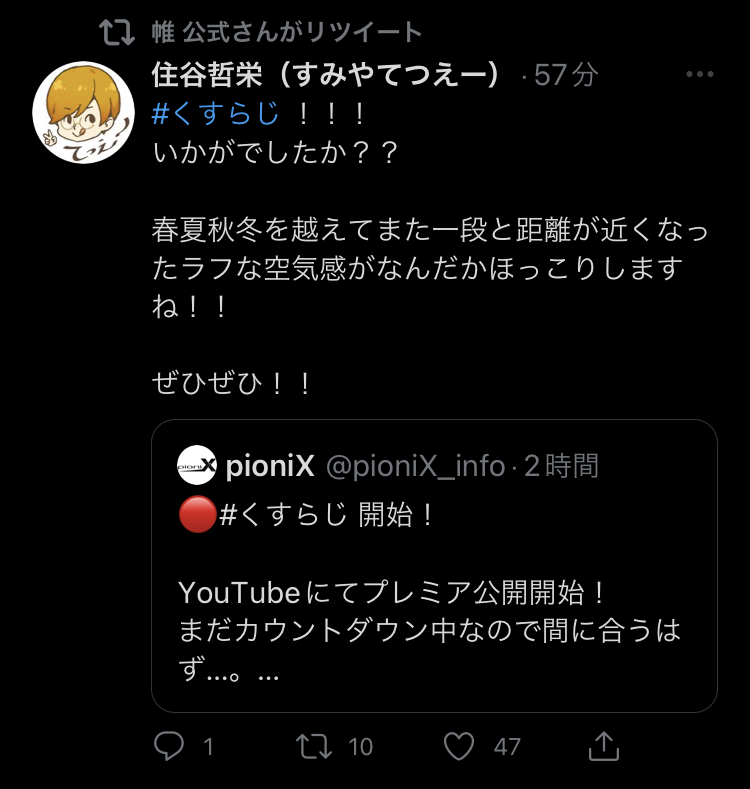 帷 公式さんがリツイート
住谷哲栄（すみやてつえー） · 57分
#くすらじ ！！！
いかがでしたか？？
春夏秋冬を越えてまた一段と距離が近くなっ
たラフな空気感がなんだかほっこりします
ね！！
ぜひぜひ！！
てつえい
pioniX
pioniX @pioniX_info · 2時間
🔴#くすらじ 開始！
YouTubeにてプレミア公開開始！
まだカウントダウン中なので間に合うは
ず...。...
1 10 47